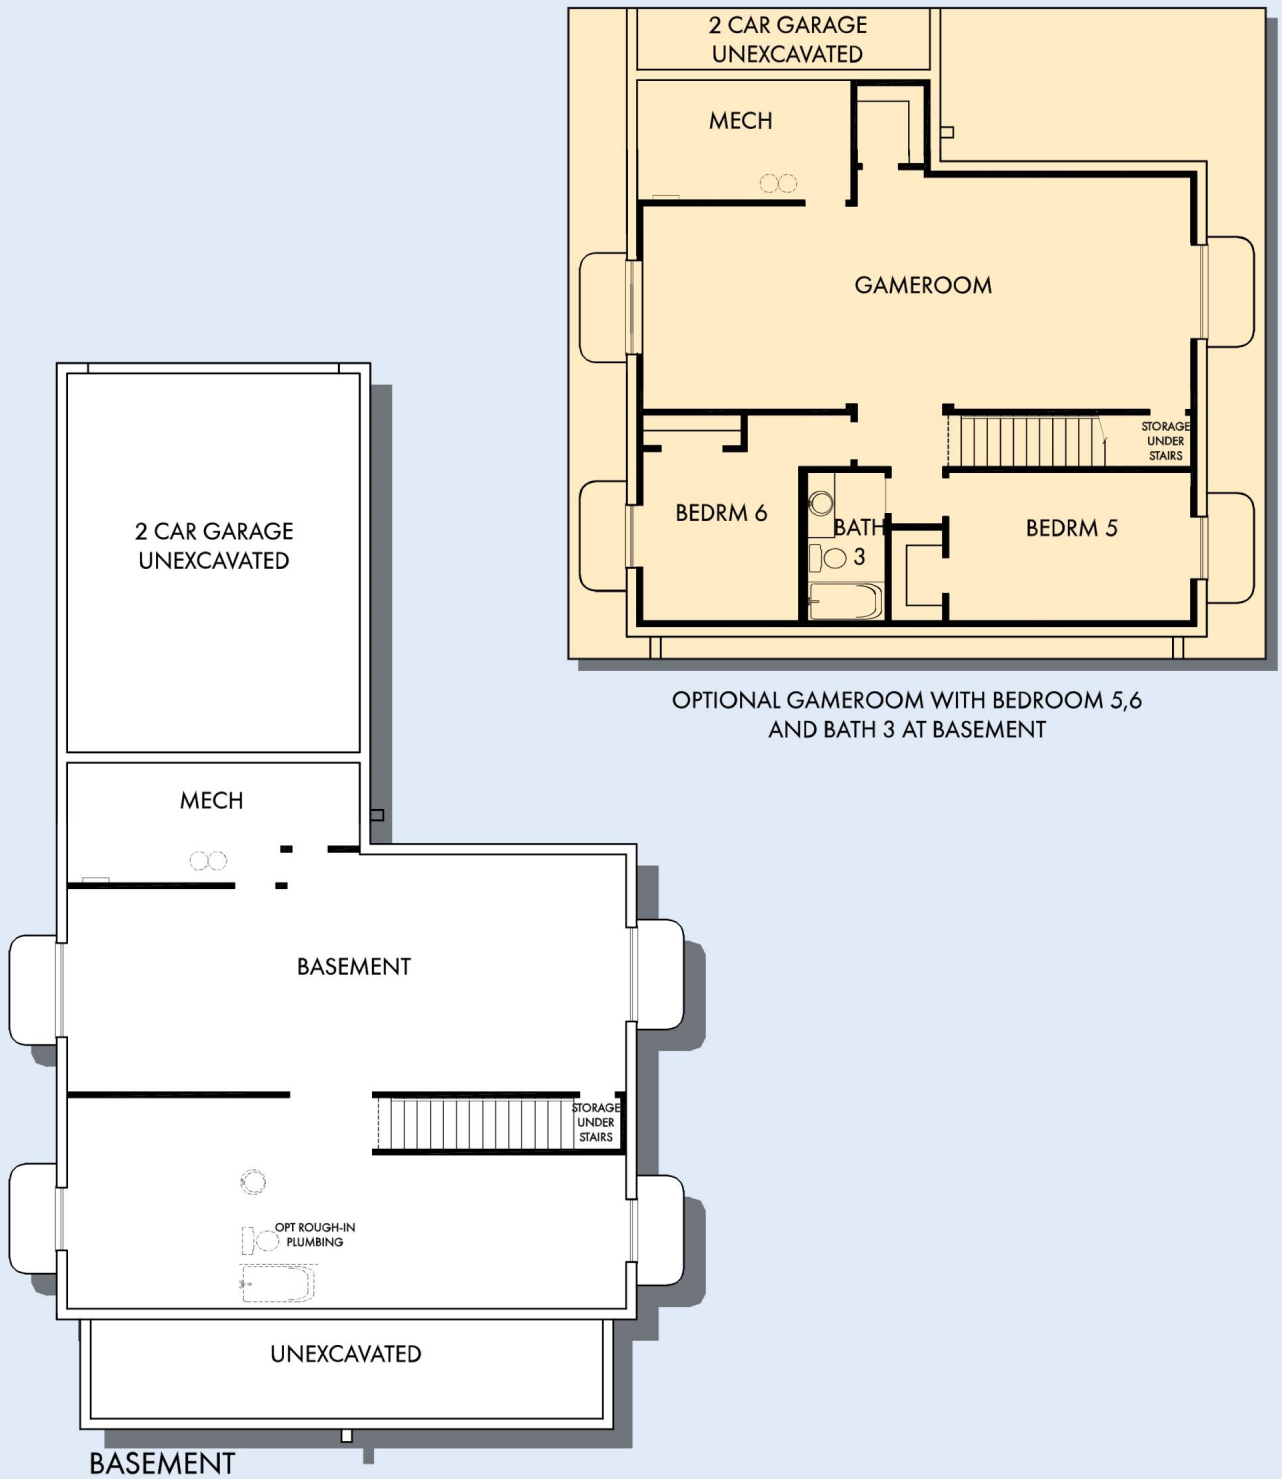 2 CAR GARAGE
UNEXCAVATED
MECH
GAMEROOM
STORAGE
UNDER
STAIRS
BEDRM 6
BATH
3
BEDRM 5
OPTIONAL GAMEROOM WITH BEDROOM 5,6
AND BATH 3 AT BASEMENT
2 CAR GARAGE
UNEXCAVATED
MECH
BASEMENT
STORAGE
UNDER
STAIRS
OPT ROUGH-IN
PLUMBING
UNEXCAVATED
BASEMENT